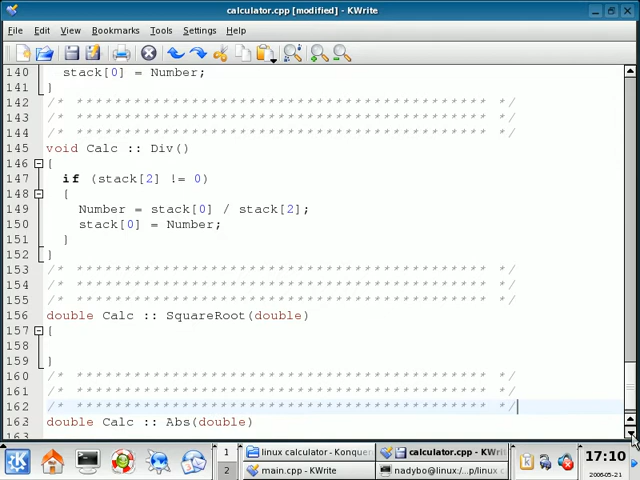 calculator.cpp [modified] - KWrite
File Edit View Bookmarks Tools Settings Help
140 stack[0] = Number;
141 }
142 /* ************************************************ */
143 /* ************************************************ */
144 /* ************************************************ */
145 void Calc :: Div()
146 {
147 if (stack[2] != 0)
148 {
149 Number = stack[0] / stack[2];
150 stack[0] = Number;
151 }
152 }
153 /* ************************************************ */
154 /* ************************************************ */
155 /* ************************************************ */
156 double Calc :: SquareRoot(double)
157 {
158
159 }
160 /* ************************************************ */
161 /* ************************************************ */
162 /* ************************************************ */
163 double Calc :: Abs(double)
1 linux calculator - Konquer calculator.cpp - KWri 17:10
2 main.cpp - KWrite nadybo@linux:/...p/linux c 2006-05-21